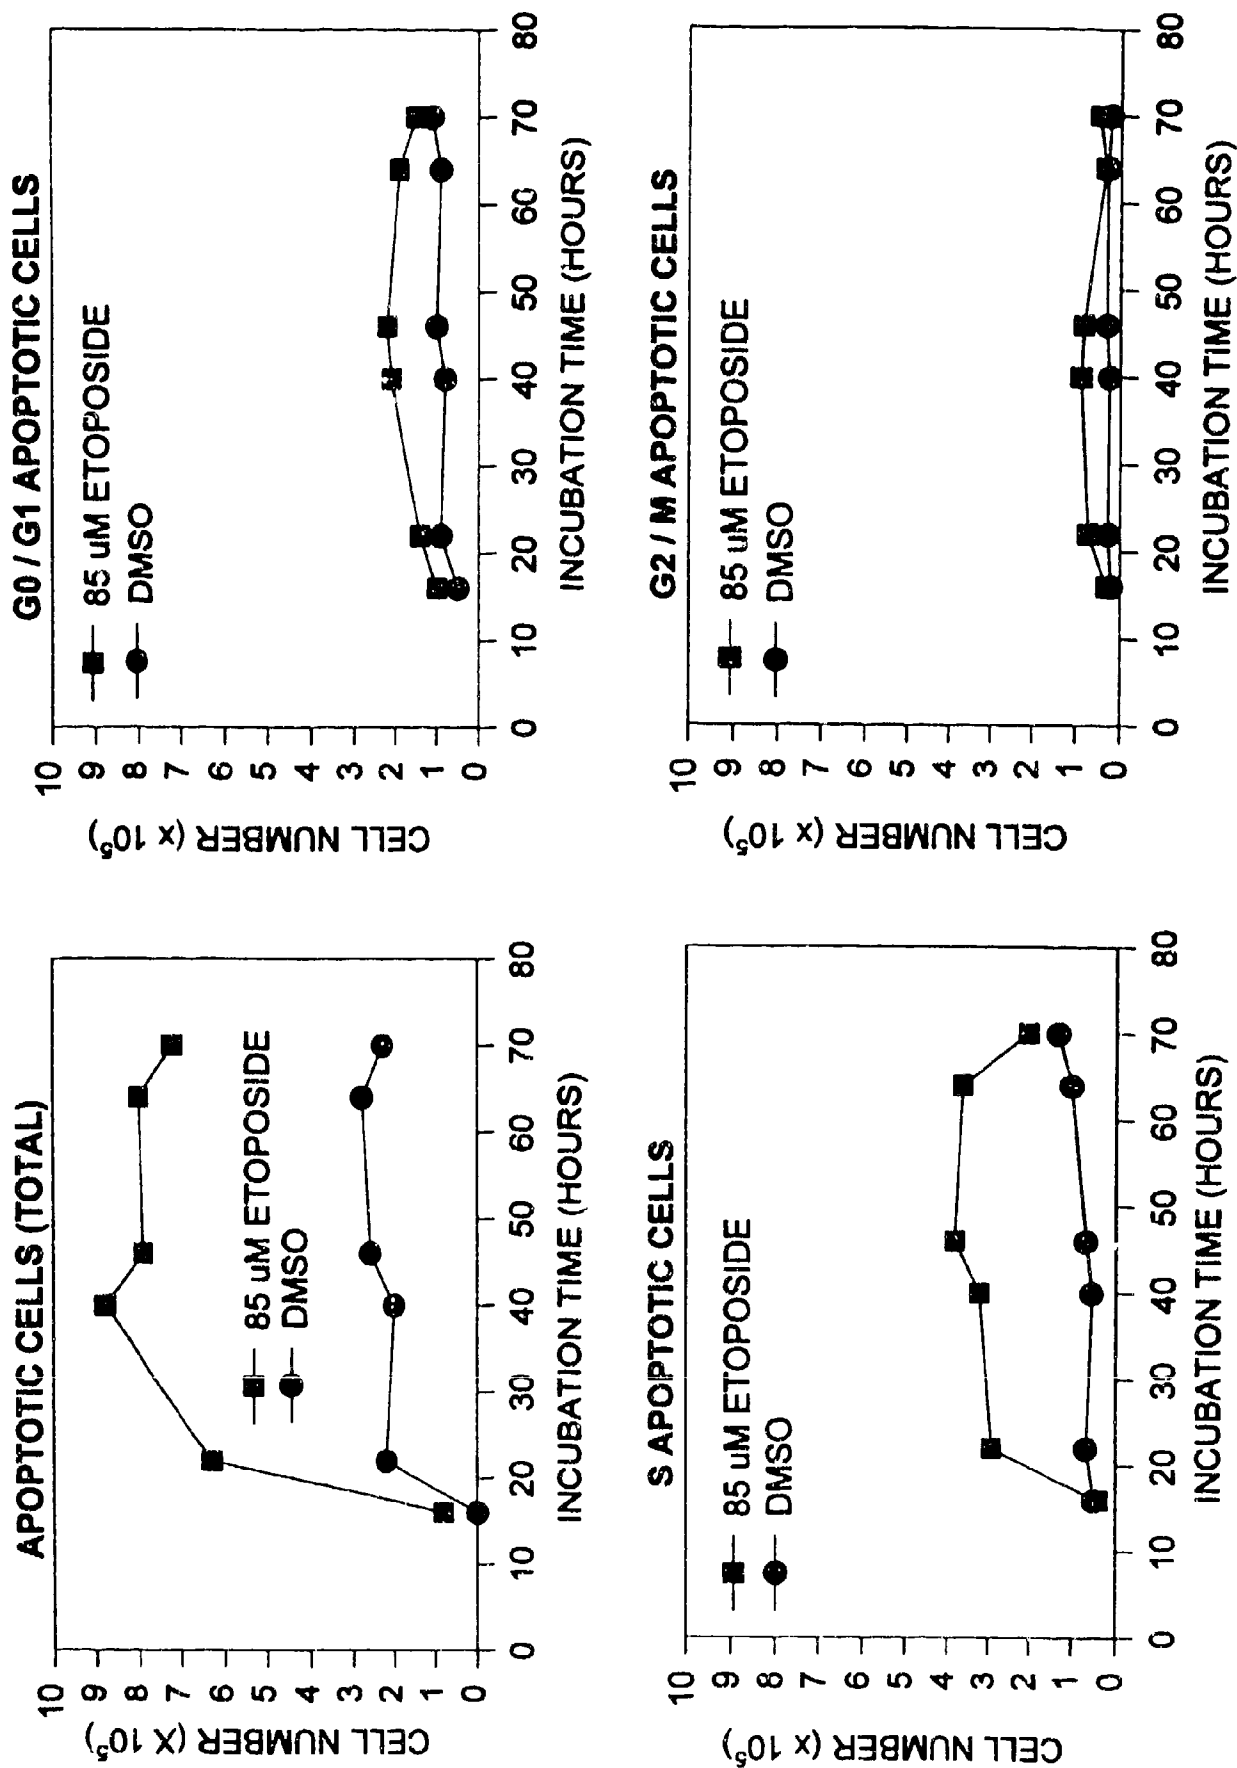 APOPTOTIC CELLS (TOTAL)
CELL NUMBER (X 10⁵)
10
9
8
7
6
5
4
3
2
1
0
85 uM ETOPOSIDE
DMSO
0 10 20 30 40 50 60 70 80
INCUBATION TIME (HOURS)
G0 / G1 APOPTOTIC CELLS
CELL NUMBER (x 10⁵)
10
9
8
7
6
5
4
3
2
1
0
85 uM ETOPOSIDE
DMSO
0 10 20 30 40 50 60 70 80
INCUBATION TIME (HOURS)
S APOPTOTIC CELLS
CELL NUMBER (x 10⁵)
10
9
8
7
6
5
4
3
2
1
0
85 uM ETOPOSIDE
DMSO
0 10 20 30 40 50 60 70 80
INCUBATION TIME (HOURS)
G2 / M APOPTOTIC CELLS
CELL NUMBER (x 10⁵)
10
9
8
7
6
5
4
3
2
1
0
85 uM ETOPOSIDE
DMSO
0 10 20 30 40 50 60 70 80
INCUBATION TIME (HOURS)